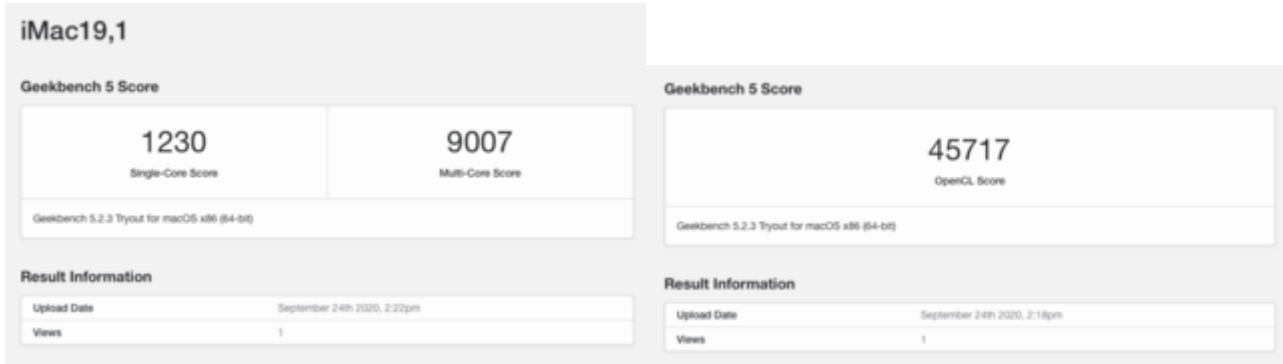 iMac19,1
Geekbench 5 Score
1230
Single-Core Score
9007
Multi-Core Score
Geekbench 5.2.3 Tryout for macOS x86 (64-bit)
Result Information
Upload Date September 24th 2020, 2:22pm
Views 1
Geekbench 5 Score
45717
OpenCL Score
Geekbench 5.2.3 Tryout for macOS x86 (64-bit)
Result Information
Upload Date September 24th 2020, 2:18pm
Views 1